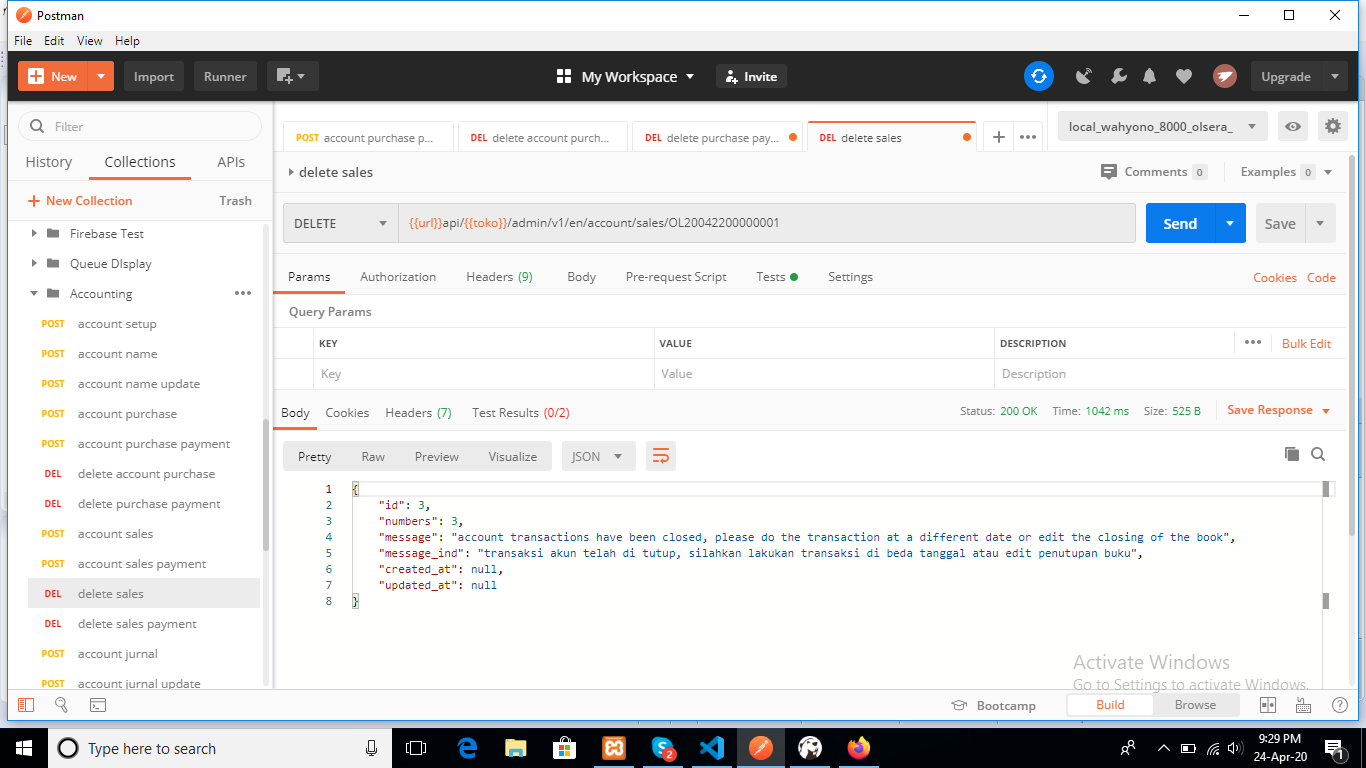 Postman
File Edit View Help
New Import Runner My Workspace Invite Upgrade
Filter
History Collections APIs
New Collection Trash
Firebase Test
Queue DIsplay
Accounting
POST account setup
POST account name
POST account name update
POST account purchase
POST account purchase payment
DEL delete account purchase
DEL delete purchase payment
POST account sales
POST account sales payment
DEL delete sales
DEL delete sales payment
POST account jurnal
POST account jurnal update
POST account purchase p... DEL delete account purch... DEL delete purchase pay... DEL delete sales
local_wahyono_8000_olsera_
delete sales Comments 0 Examples 0
DELETE {{url}}api/{{toko}}/admin/v1/en/account/sales/OL20042200000001 Send Save
Params Authorization Headers (9) Body Pre-request Script Tests Settings Cookies Code
Query Params
KEY VALUE DESCRIPTION Bulk Edit
Key Value Description
Body Cookies Headers (7) Test Results (0/2) Status: 200 OK Time: 1042 ms Size: 525 B Save Response
Pretty Raw Preview Visualize JSON
1 {
2 "id": 3,
3 "numbers": 3,
4 "message": "account transactions have been closed, please do the transaction at a different date or edit the closing of the book",
5 "message_ind": "transaksi akun telah di tutup, silahkan lakukan transaksi di beda tanggal atau edit penutupan buku",
6 "created_at": null,
7 "updated_at": null
8 }
Activate Windows
Go to Settings to activate Windows.
Bootcamp Build Browse
Type here to search
2
9:29 PM
24-Apr-20
1